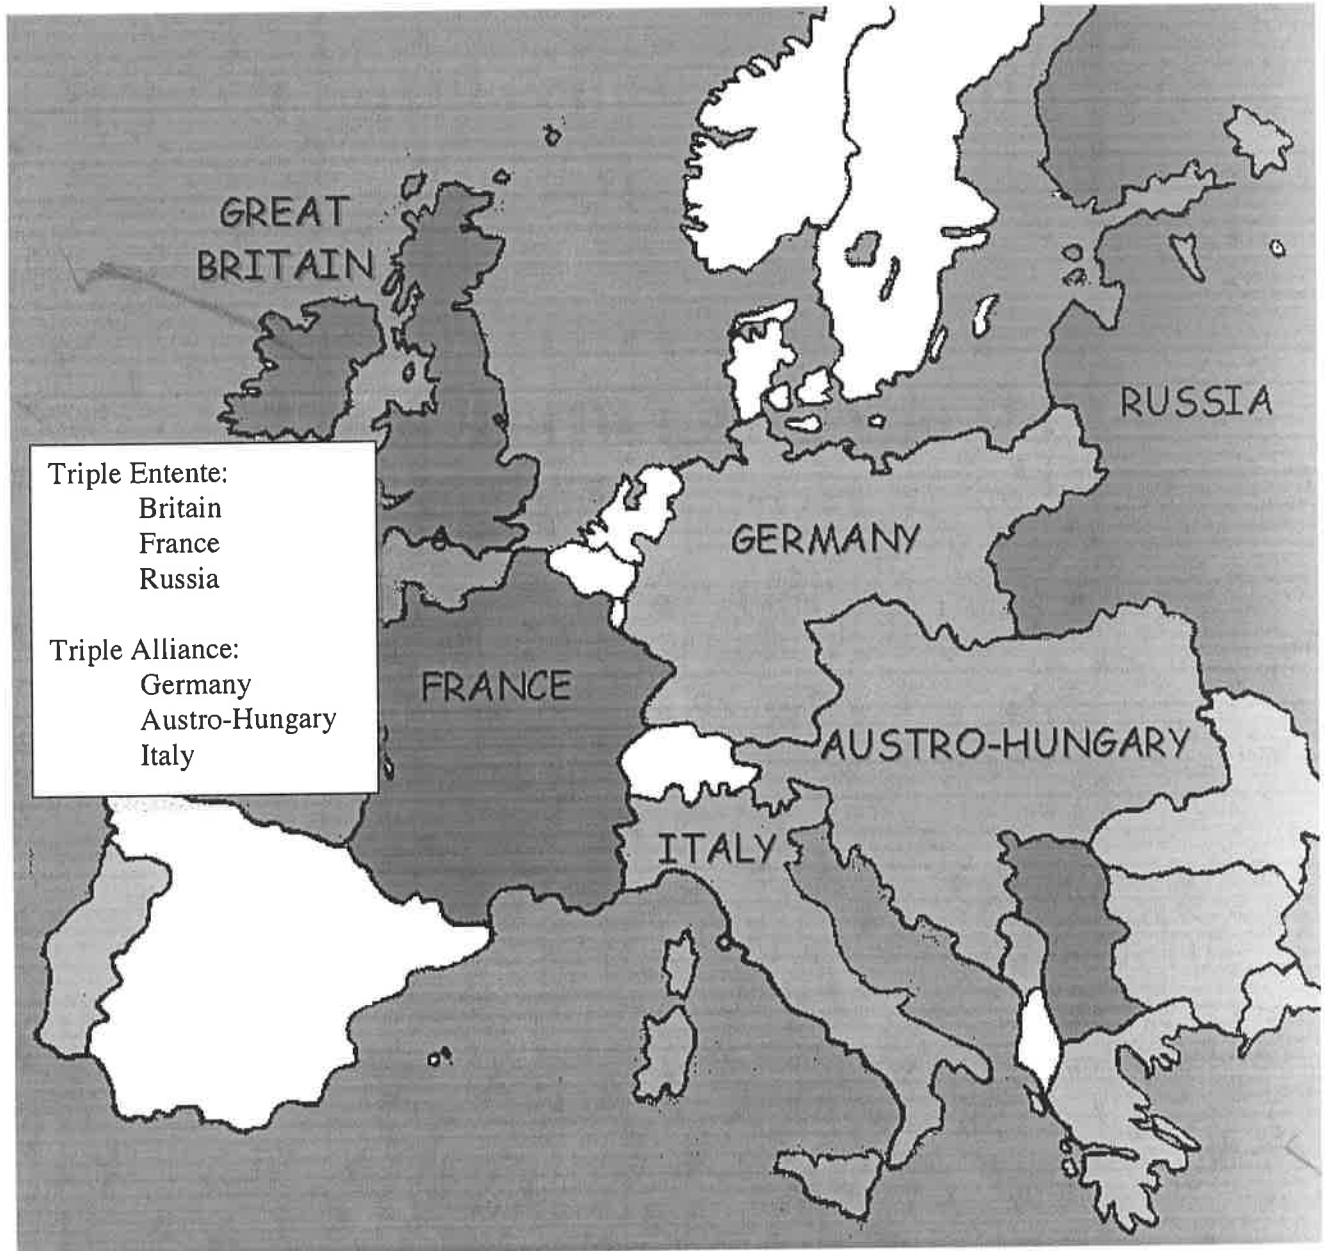 GREAT
BRITAIN
RUSSIA
Triple Entente:
Britain
France
Russia
GERMANY
Triple Alliance:
Germany
Austro-Hungary
Italy
FRANCE
AUSTRO-HUNGARY
ITALY